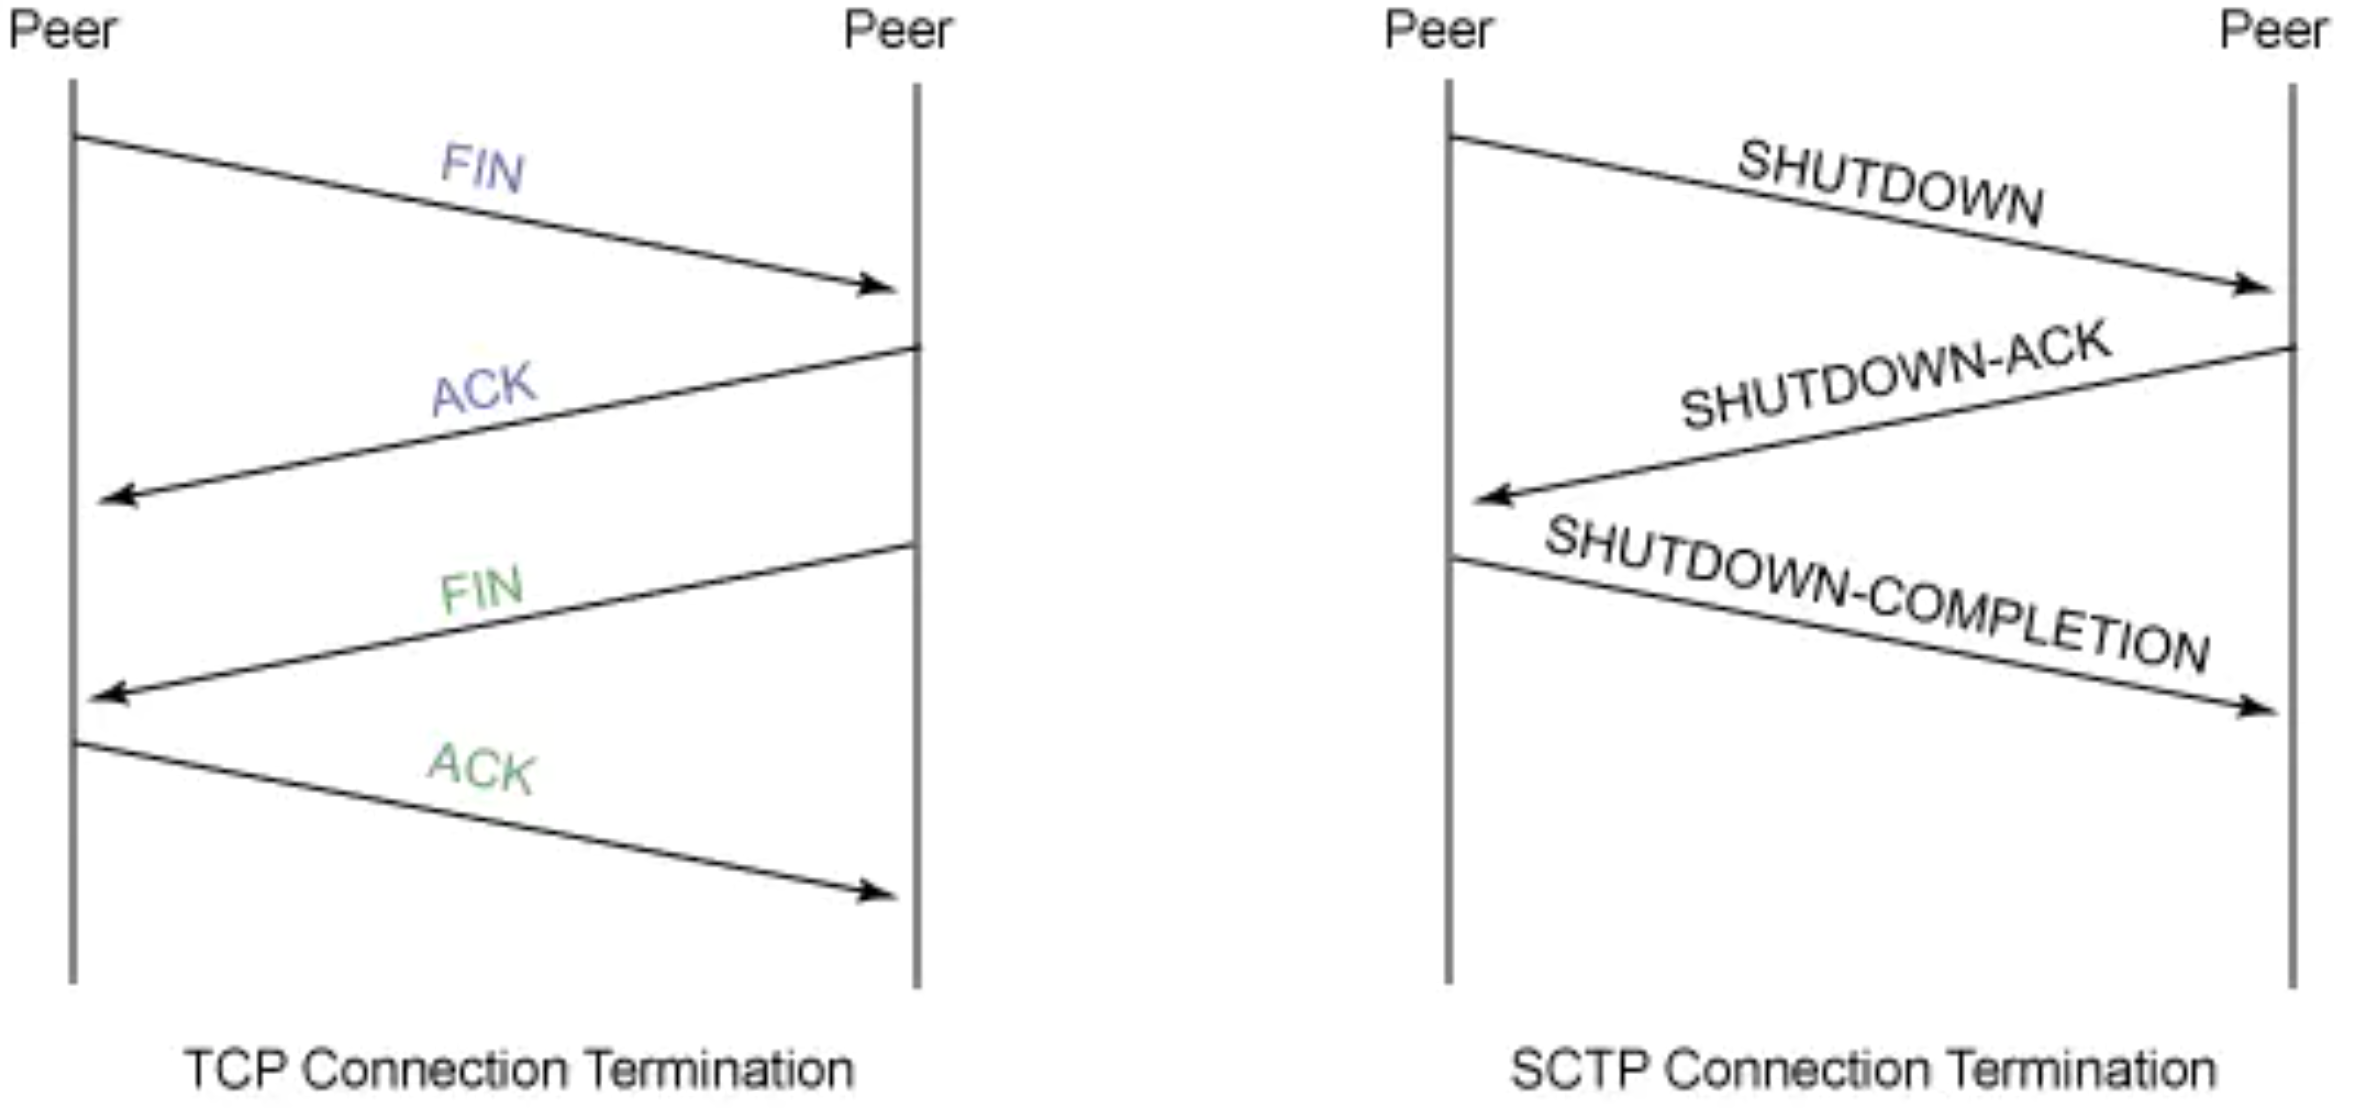 Peer
Peer
FIN
ACK
FIN
ACK
TCP Connection Termination
Peer
Peer
SHUTDOWN
SHUTDOWN-ACK
SHUTDOWN-COMPLETION
SCTP Connection Termination